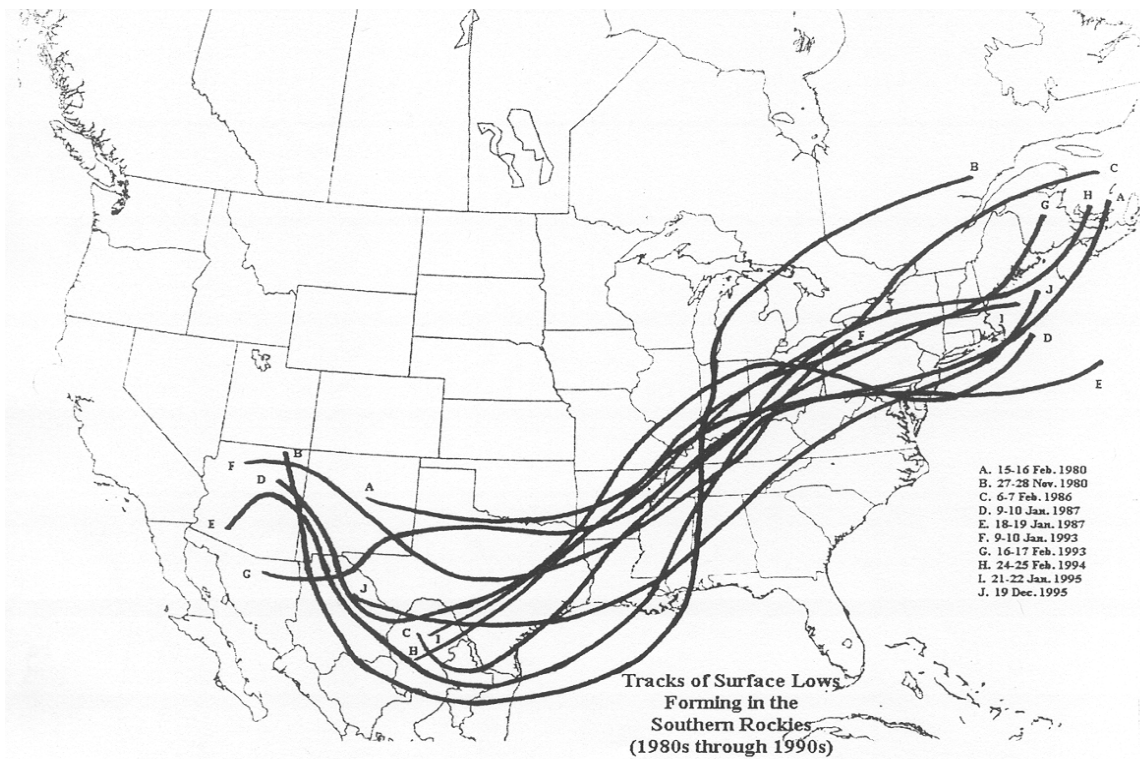 B
C
H
A
G
J
I
F
D
E
B
F
D
A
E
G
J
C
I
H
A. 15-16 Feb. 1980
B. 27-28 Nov. 1980
C. 6-7 Feb. 1986
D. 9-10 Jan. 1987
E. 18-19 Jan. 1987
F. 9-10 Jan. 1993
G. 16-17 Feb. 1993
H. 24-25 Feb. 1994
I. 21-22 Jan. 1995
J. 19 Dec. 1995
Tracks of Surface Lows
Forming in the
Southern Rockies
(1980s through 1990s)